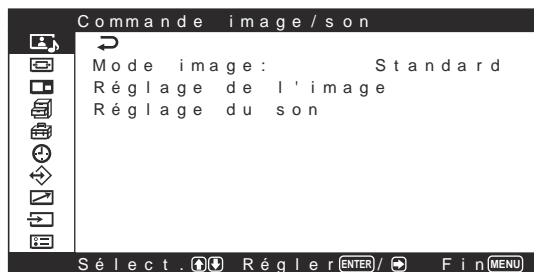 Commande image/son
Mode image: Standard
Réglage de l'image
Réglage du son
Sélect. Régler ENTER / Fin MENU